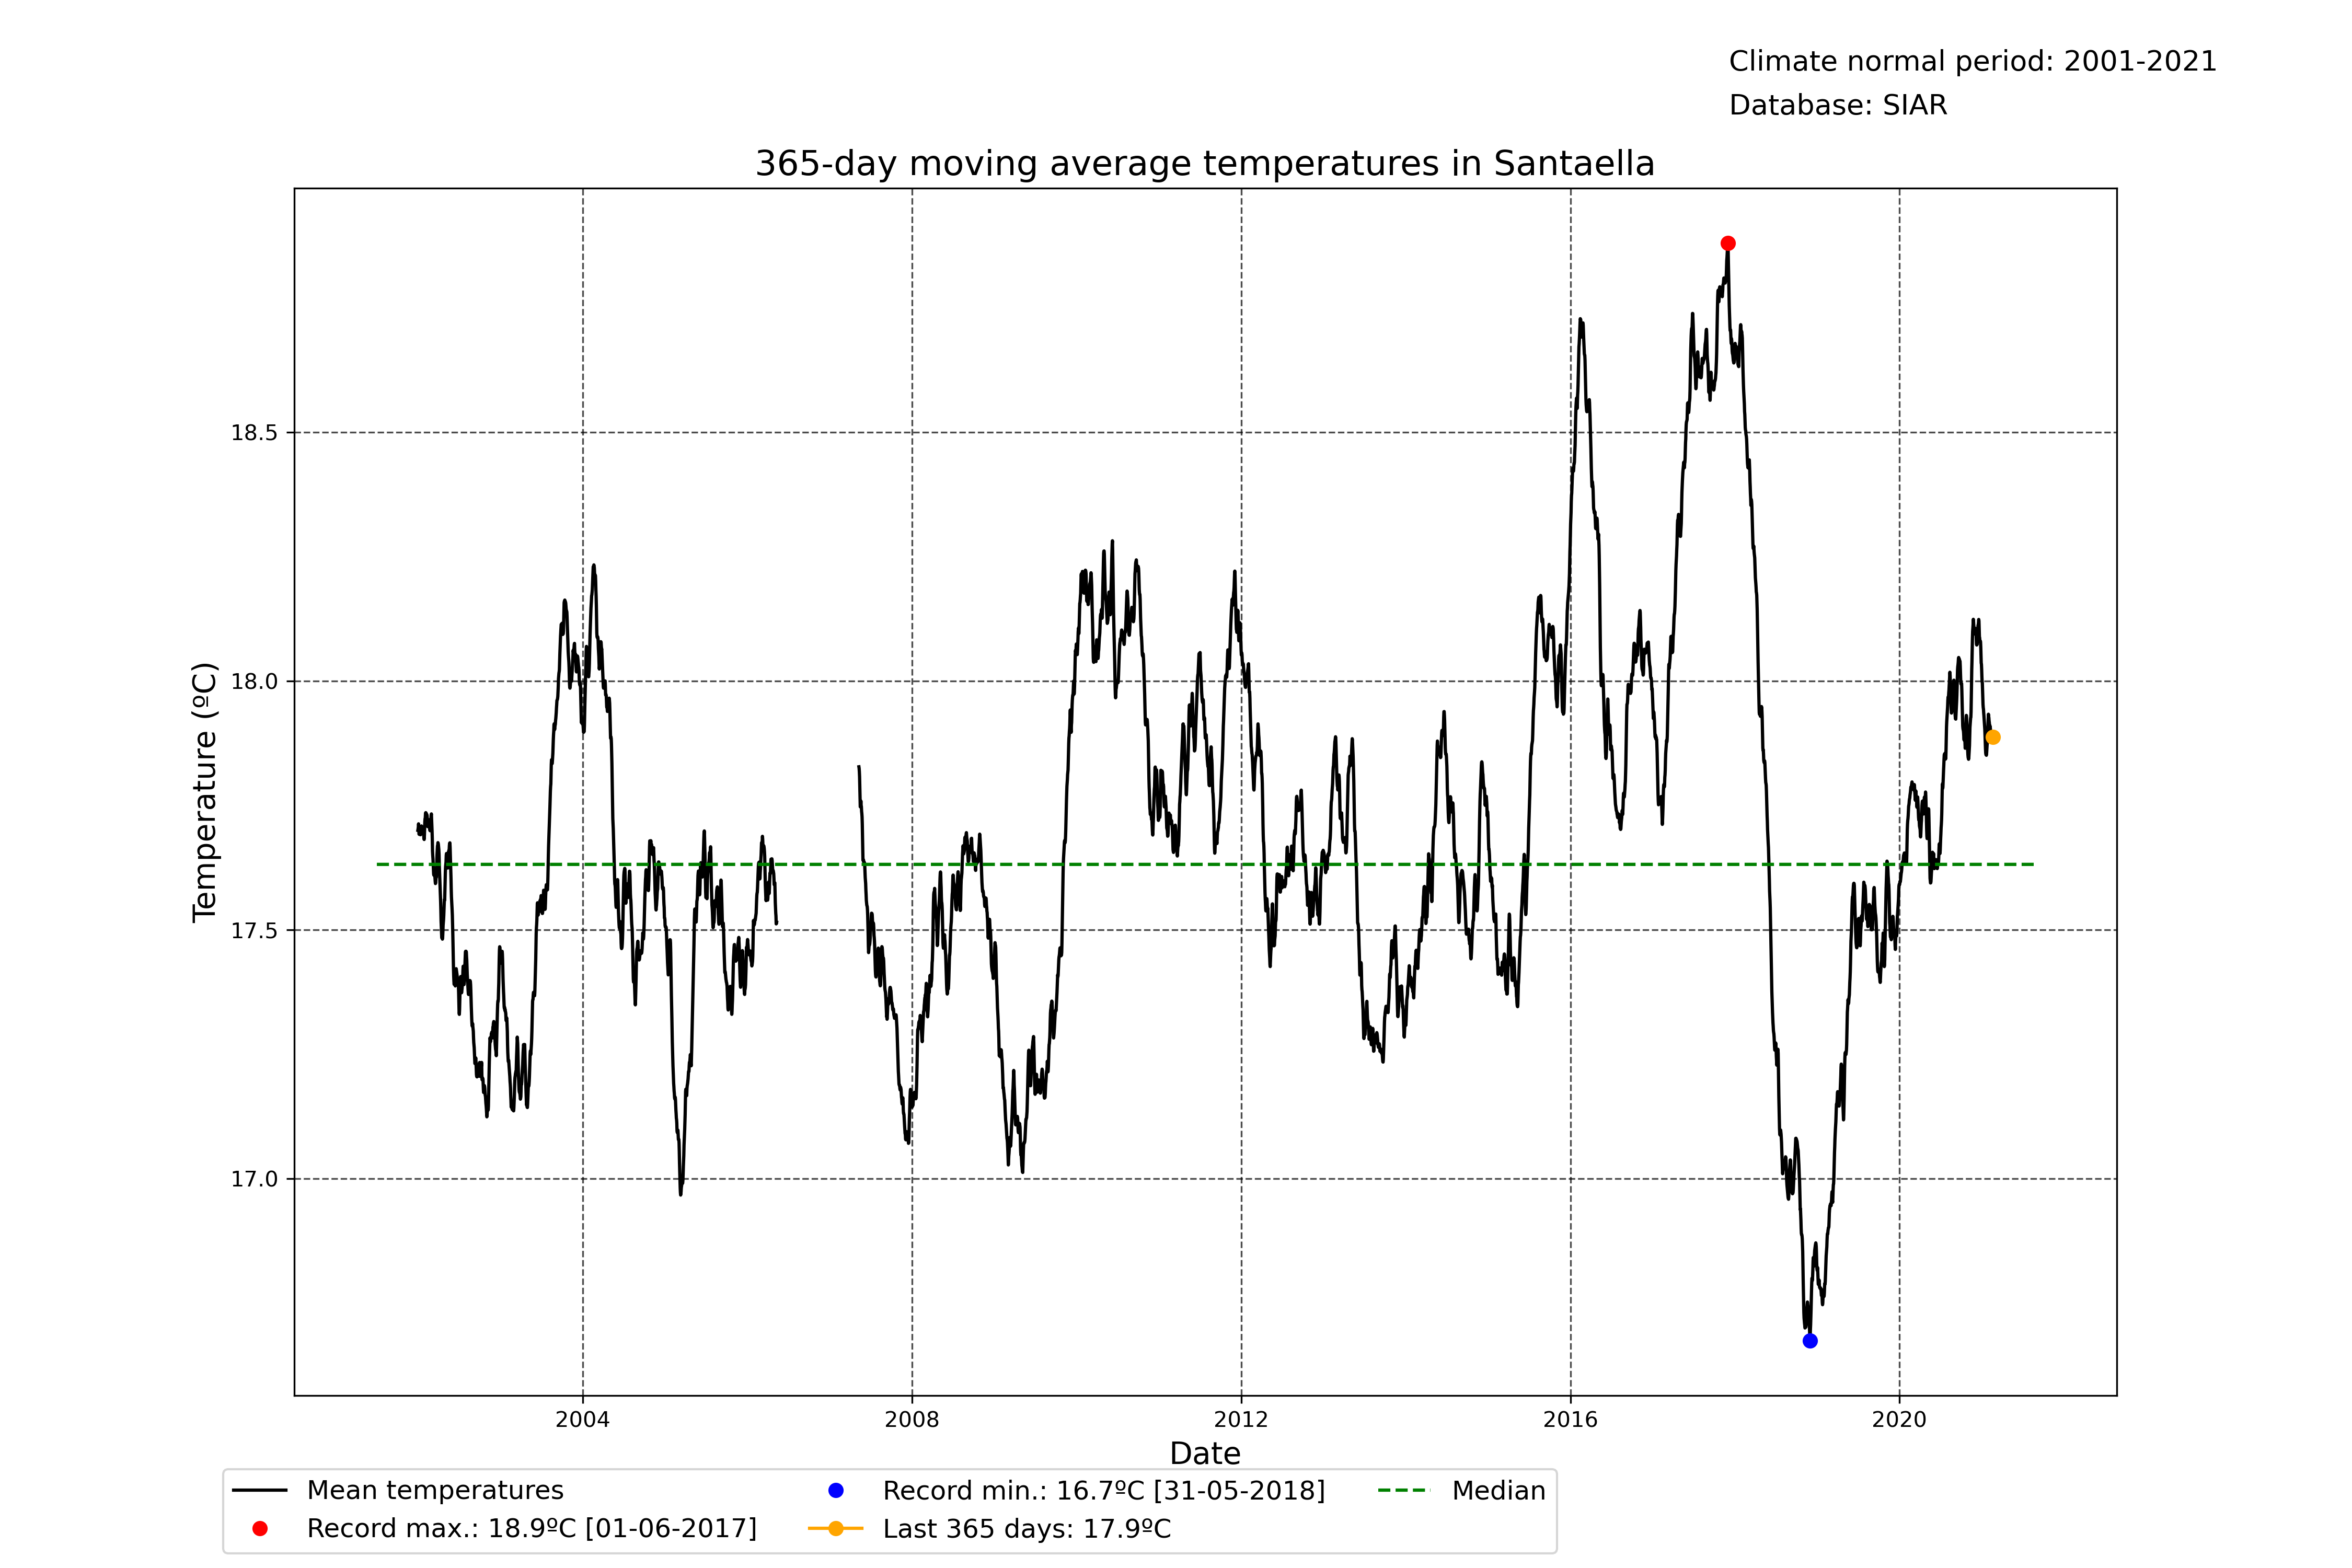 Climate normal period: 2001-2021
Database: SIAR
365-day moving average temperatures in Santaella
Temperature (ºC)
18.5
18.0
17.5
17.0
2004
2008
2012
2016
2020
Date
Mean temperatures
Record max.: 18.9ºC [01-06-2017]
Record min.: 16.7ºC [31-05-2018]
Last 365 days: 17.9ºC
Median